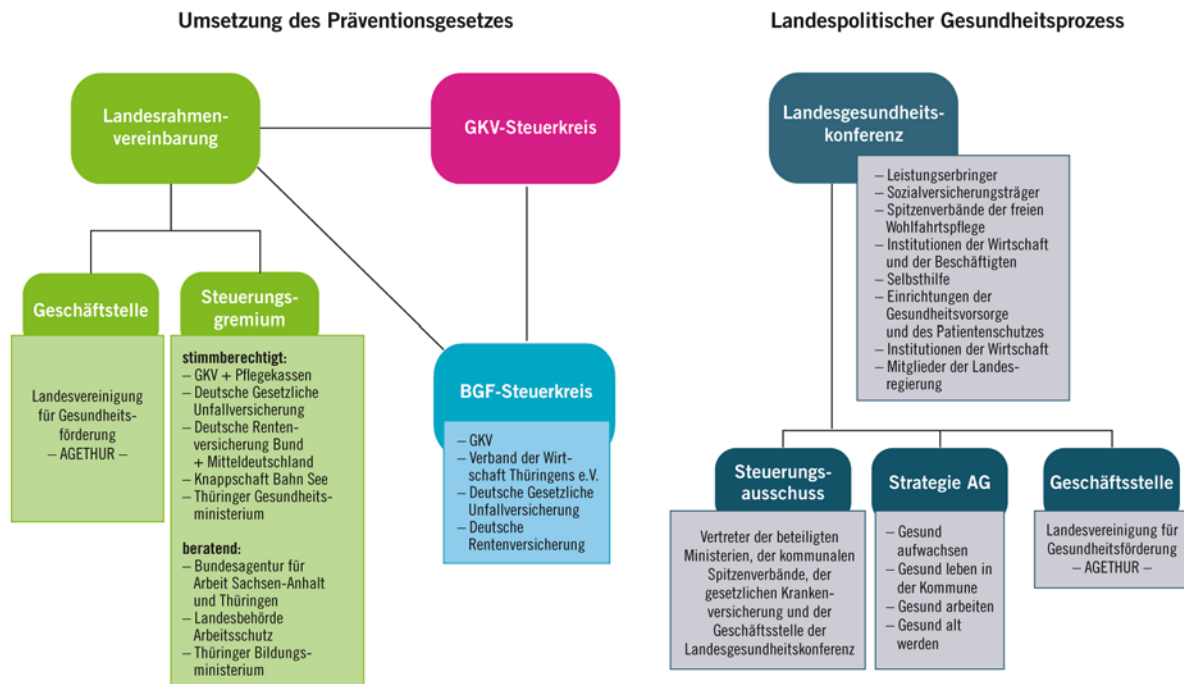 Umsetzung des Präventionsgesetzes
Landesrahmen-
vereinbarung
GKV-Steuerkreis
Geschäftstelle
Landesvereinigung
für Gesundheits-
förderung
– AGETHUR –
Steuerungs-
gremium
stimmberechtigt:
– GKV + Pflegekassen
– Deutsche Gesetzliche
Unfallversicherung
– Deutsche Renten-
versicherung Bund
+ Mitteldeutschland
– Knappschaft Bahn See
– Thüringer Gesundheits-
ministerium
beratend:
– Bundesagentur für
Arbeit Sachsen-Anhalt
und Thüringen
– Landesbehörde
Arbeitsschutz
– Thüringer Bildungs-
ministerium
BGF-Steuerkreis
– GKV
– Verband der Wirt-
schaft Thüringens e.V.
– Deutsche Gesetzliche
Unfallversicherung
– Deutsche
Rentenversicherung
Landespolitischer Gesundheitsprozess
Landesgesundheits-
konferenz
– Leistungserbringer
– Sozialversicherungsträger
– Spitzenverbände der freien
Wohlfahrtspflege
– Institutionen der Wirtschaft
und der Beschäftigten
– Selbsthilfe
– Einrichtungen der
Gesundheitsvorsorge
und des Patientenschutzes
– Institutionen der Wirtschaft
– Mitglieder der Landes-
regierung
Steuerungs-
ausschuss
Vertreter der beteiligten
Ministerien, der kommunalen
Spitzenverbände, der
gesetzlichen Kranken-
versicherung und der
Geschäftsstelle der
Landesgesundheitskonferenz
Strategie AG
– Gesund
aufwachsen
– Gesund leben in
der Kommune
– Gesund arbeiten
– Gesund alt
werden
Geschäftsstelle
Landesvereinigung für
Gesundheitsförderung
– AGETHUR –